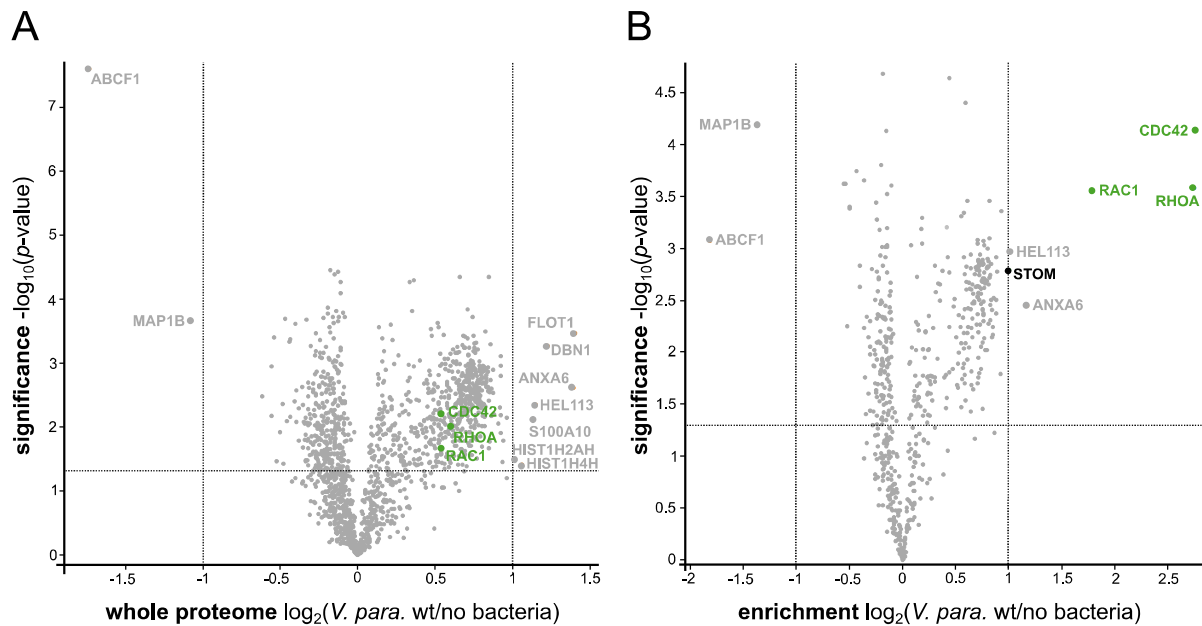 A
ABCF1
7
6
5
4
3
2
1
0
MAP1B
FLOT1
DBN1
ANXA6
HEL113
S100A10
HIST1H2AH
HIST1H4H
CDC42
RHOA
RAC1
significance -log10(p-value)
-1.5
-1
-0.5
0
0.5
1
1.5
whole proteome log2(V. para. wt/no bacteria)
B
4.5
4
3.5
3
2.5
2
1.5
1
0.5
0
MAP1B
CDC42
RAC1
RHOA
ABCF1
HEL113
STOM
ANXA6
significance -log10(p-value)
-2
-1.5
-1
-0.5
0
0.5
1
1.5
2
2.5
enrichment log2(V. para. wt/no bacteria)